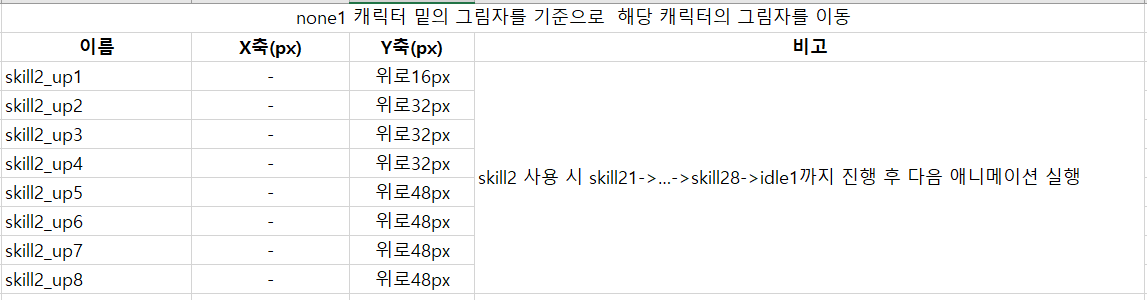 none1 캐릭터 밑의 그림자를 기준으로  해당 캐릭터의 그림자를 이동
이름 X축(px) Y축(px) 비고
skill2_up1 - 위로16px
skill2_up2 - 위로32px
skill2_up3 - 위로32px
skill2_up4 - 위로32px
skill2 사용 시 skill21->...->skill28->idle1까지 진행 후 다음 애니메이션 실행
skill2_up5 - 위로48px
skill2_up6 - 위로48px
skill2_up7 - 위로48px
skill2_up8 - 위로48px